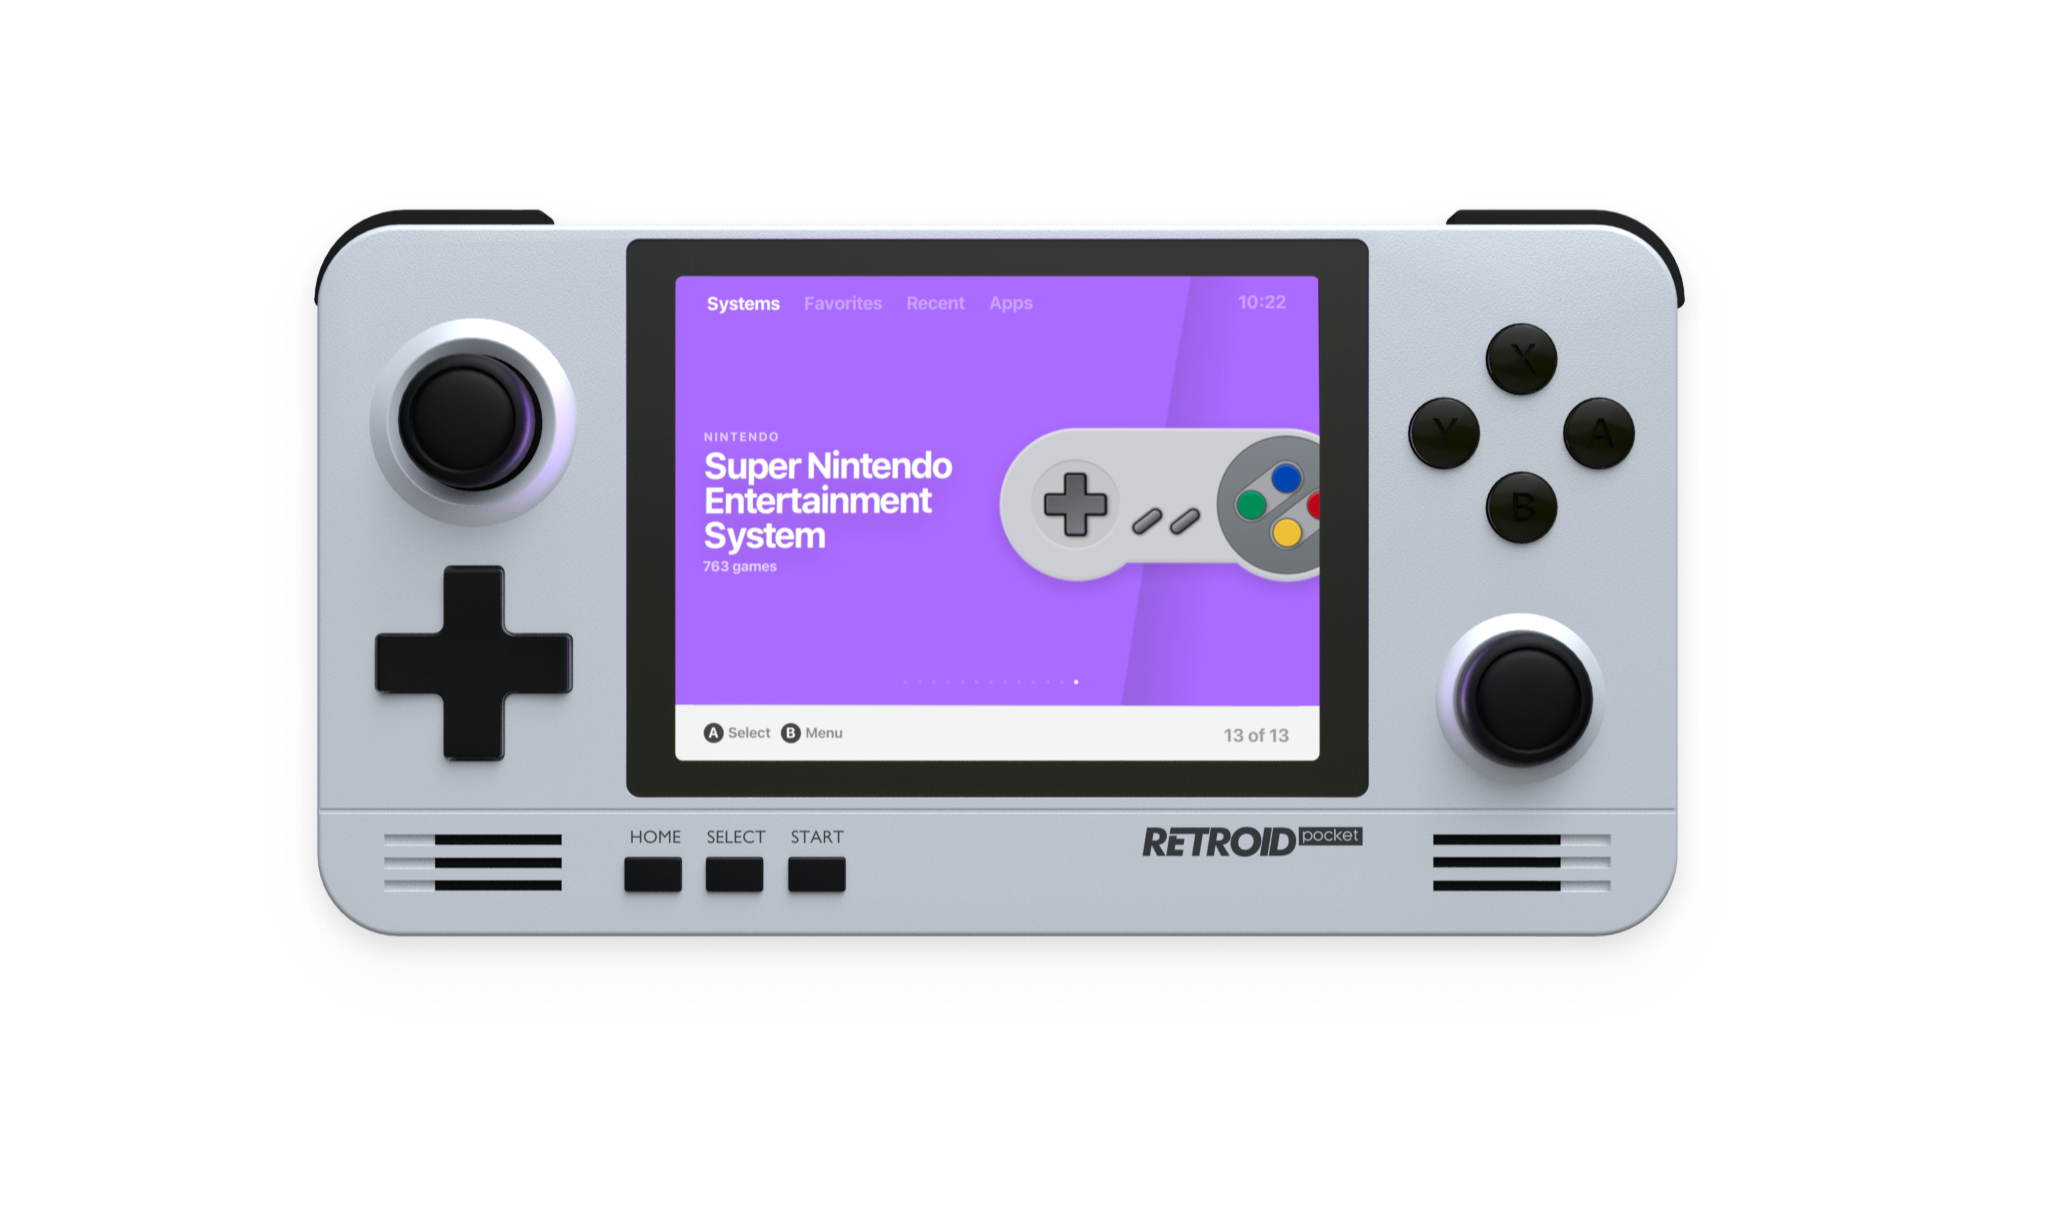 Systems Favorites Recent Apps 10:22
NINTENDO
Super Nintendo
Entertainment
System
763 games
A Select B Menu
13 of 13
X
Y
A
B
HOME SELECT START
RETROID pocket